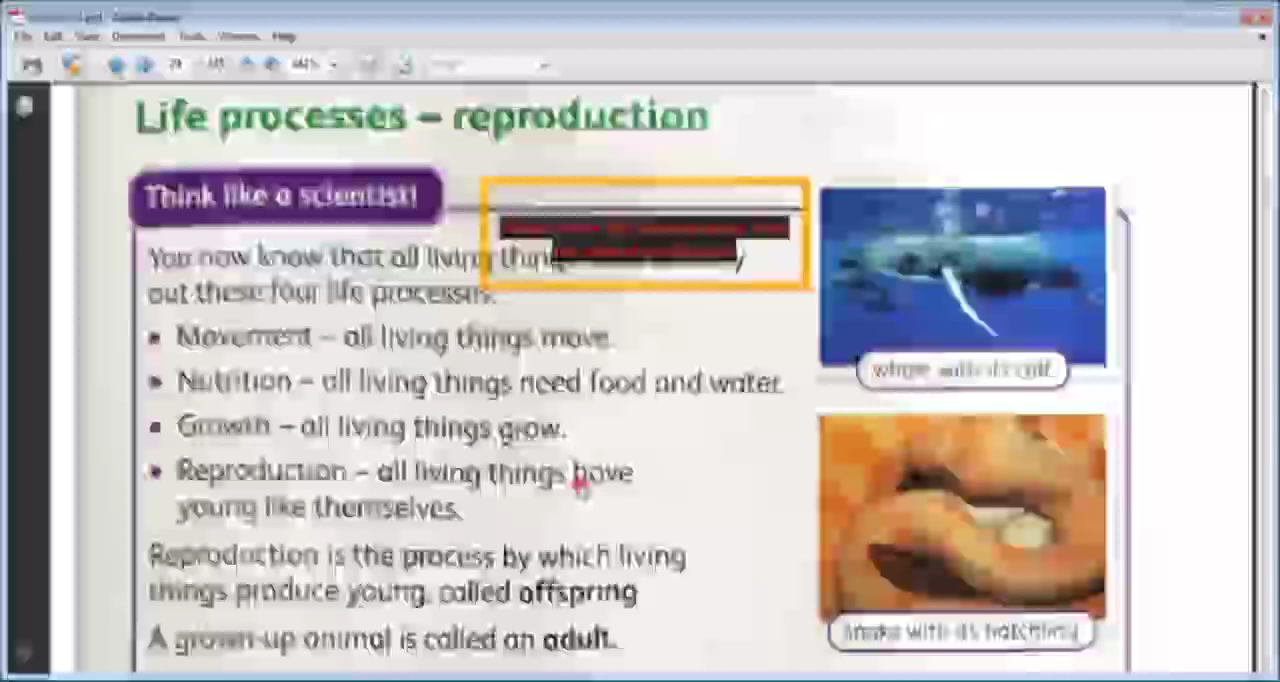 Life processes – reproduction
Think like a scientist!
You now know that all living
out these four life processes.
• Movement – all living things move.
• Nutrition – all living things need food and water.
• Growth – all living things grow.
• Reproduction – all living things have
young like themselves.
Reproduction is the process by which living
things produce young, called offspring
A grown-up animal is called an adult.
whale with its calf
snake with its hatchling